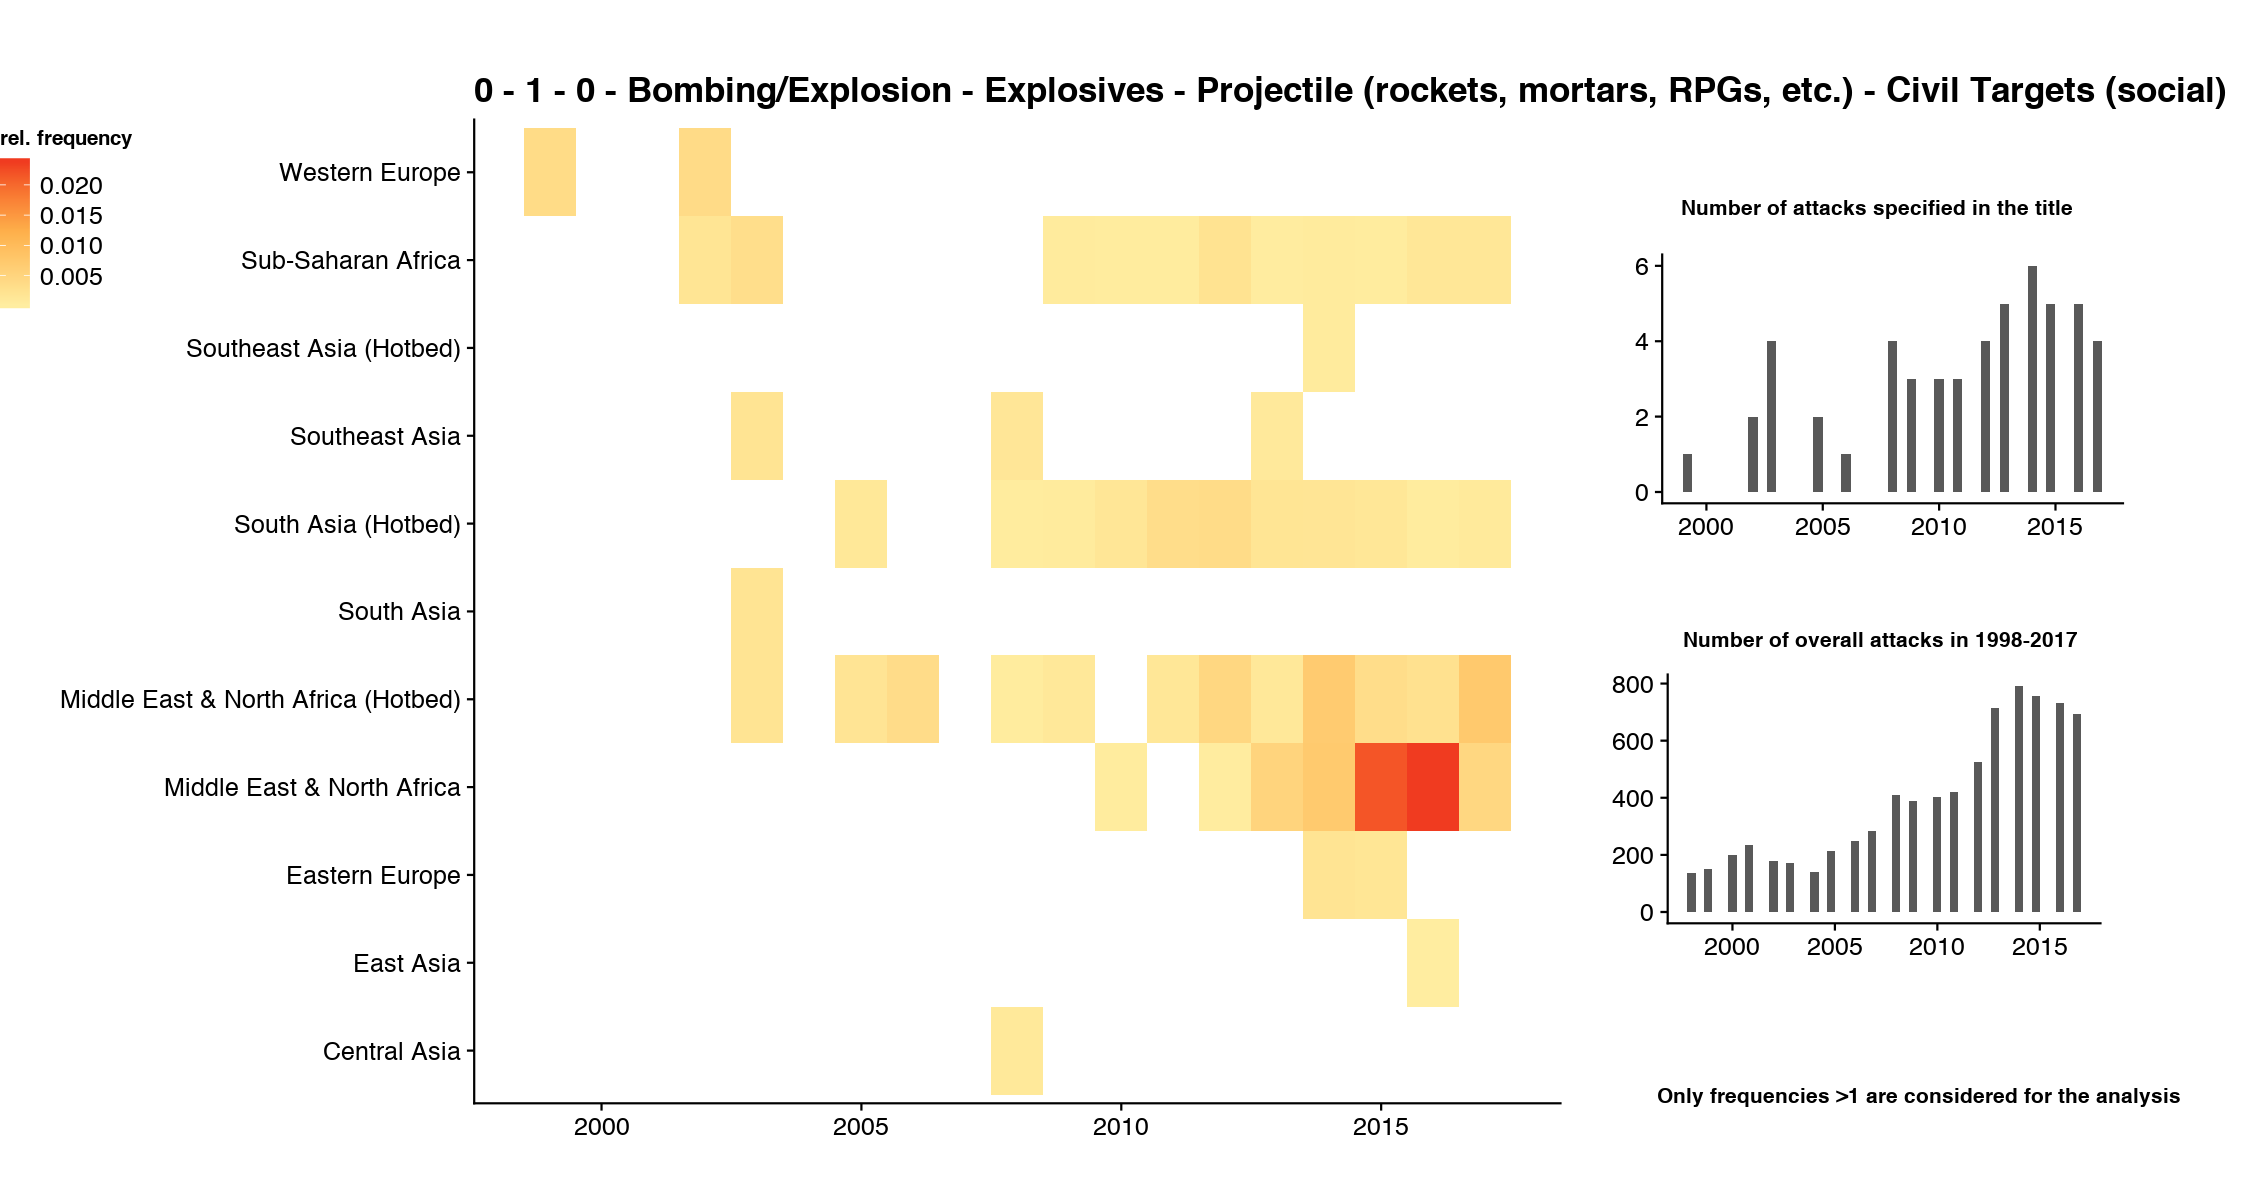 0 - 1 - 0 - Bombing/Explosion - Explosives - Projectile (rockets, mortars, RPGs, etc.) - Civil Targets (social)
rel. frequency
0.020
0.015
0.010
0.005
Western Europe
Sub-Saharan Africa
Southeast Asia (Hotbed)
Southeast Asia
South Asia (Hotbed)
South Asia
Middle East & North Africa (Hotbed)
Middle East & North Africa
Eastern Europe
East Asia
Central Asia
2000 2005 2010 2015
Number of attacks specified in the title
6
4
2
0
2000 2005 2010 2015
Number of overall attacks in 1998-2017
800
600
400
200
0
2000 2005 2010 2015
Only frequencies >1 are considered for the analysis